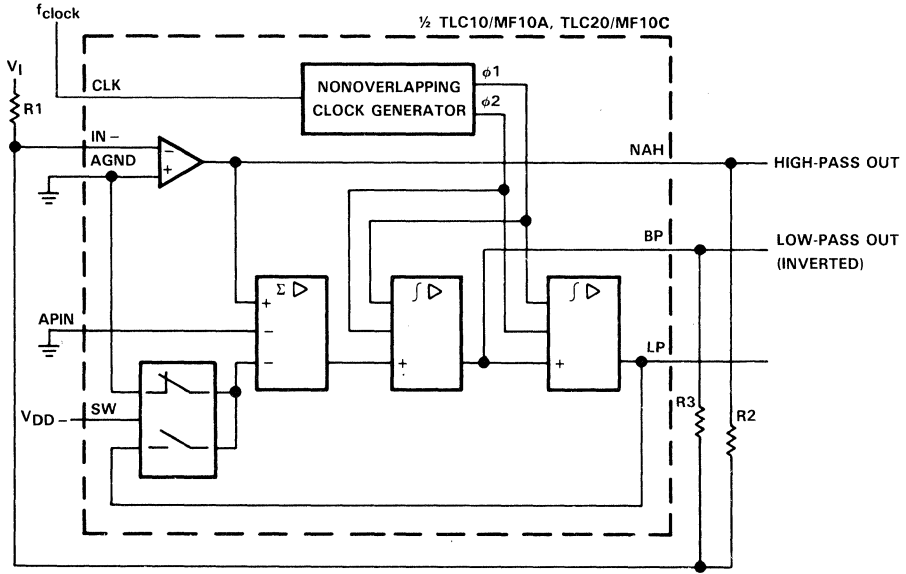 fclock
½ TLC10/MF10A, TLC20/MF10C
VI
R1
CLK
NONOVERLAPPING
CLOCK GENERATOR
ϕ1
ϕ2
IN –
AGND
–
+
NAH
HIGH-PASS OUT
BP
LOW-PASS OUT
(INVERTED)
Σ ▷
∫ ▷
∫ ▷
+
APIN
–
–
+
+
LP
VDD –
SW
R3
R2